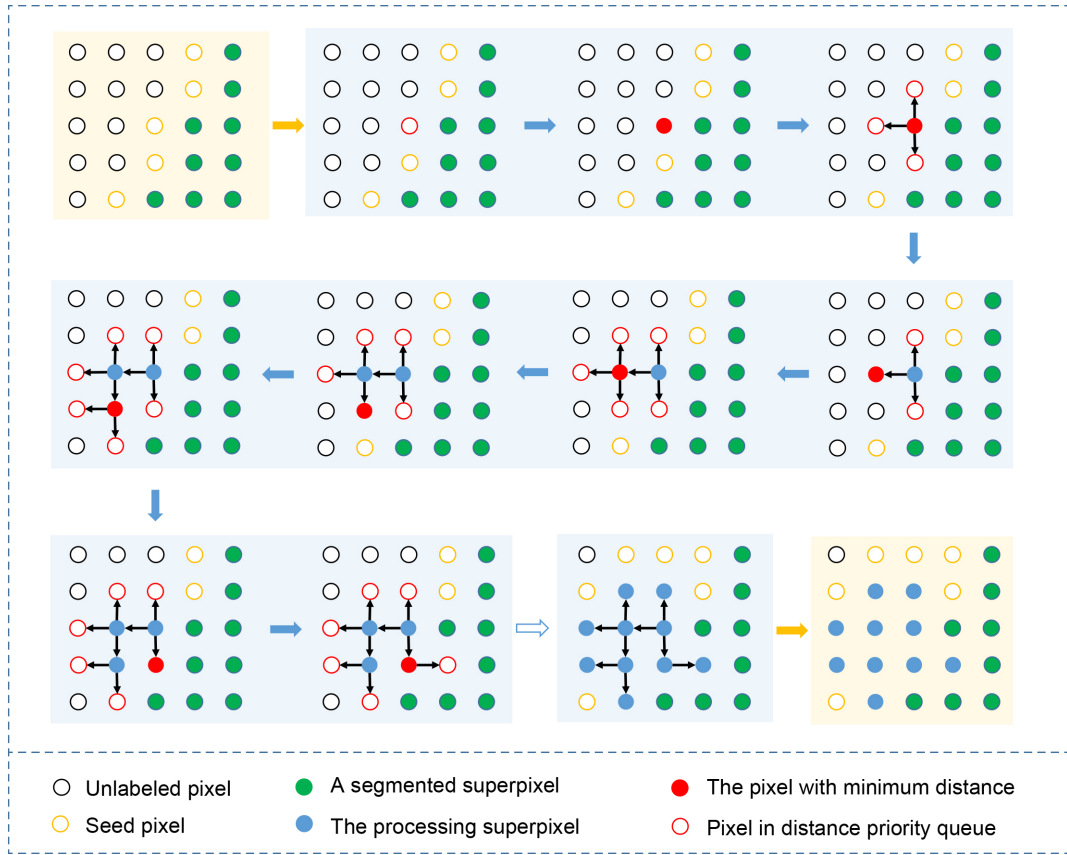 Unlabeled pixel
A segmented superpixel
The pixel with minimum distance
Seed pixel
The processing superpixel
Pixel in distance priority queue